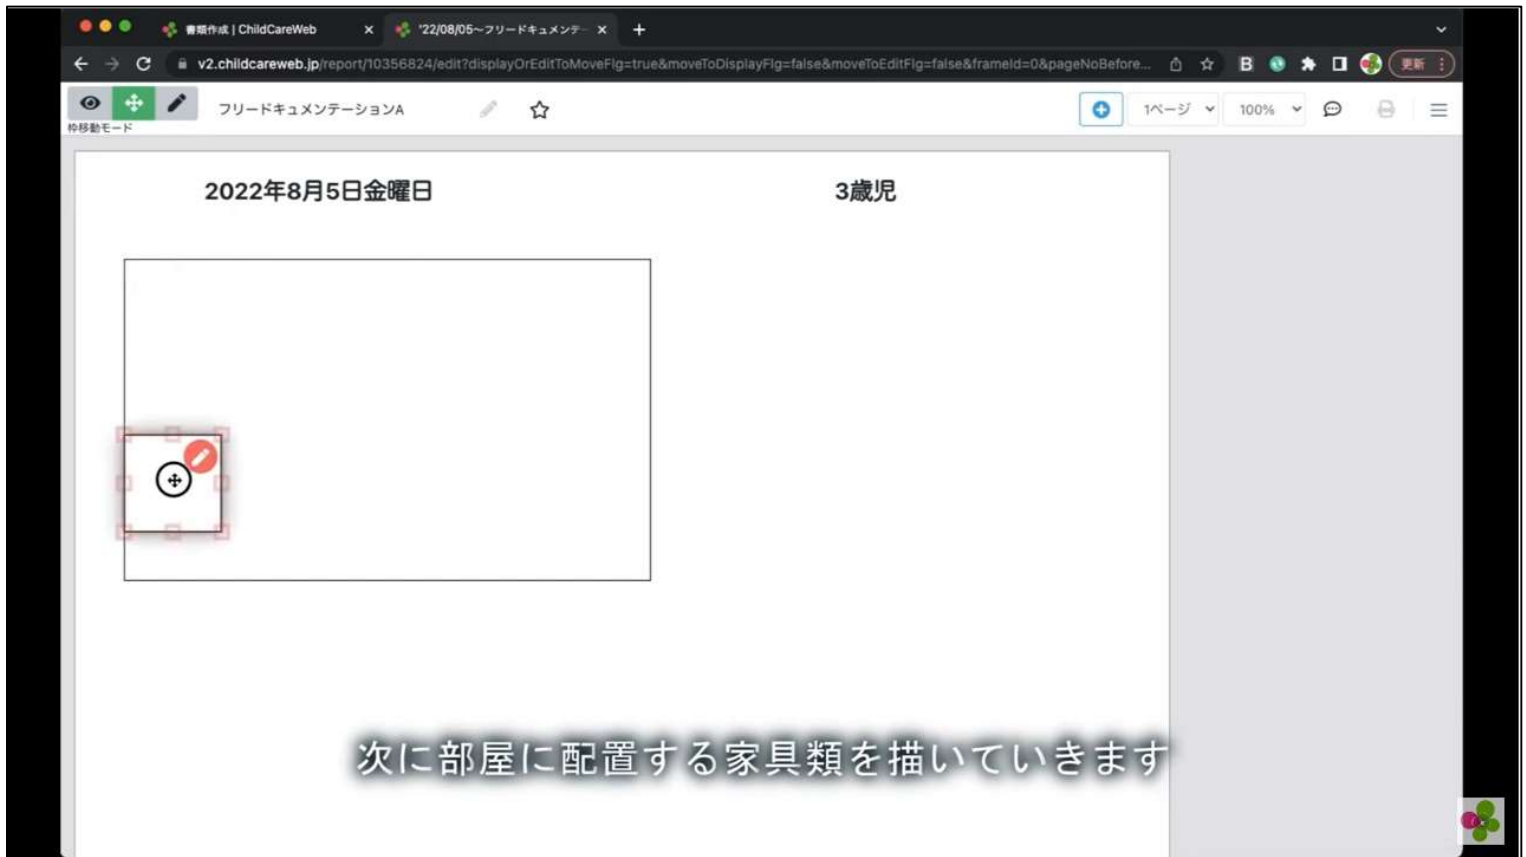 書類作成 | ChildCareWeb
'22/08/05~フリードキュメンテー
v2.childcareweb.jp/report/10356824/edit?displayOrEditToMoveFlg=true&moveToDisplayFlg=false&moveToEditFlg=false&frameId=0&pageNoBefore...
B
更新
枠移動モード
フリードキュメンテーションA
1ページ
100%
2022年8月5日金曜日
3歳児
次に部屋に配置する家具類を描いていきます